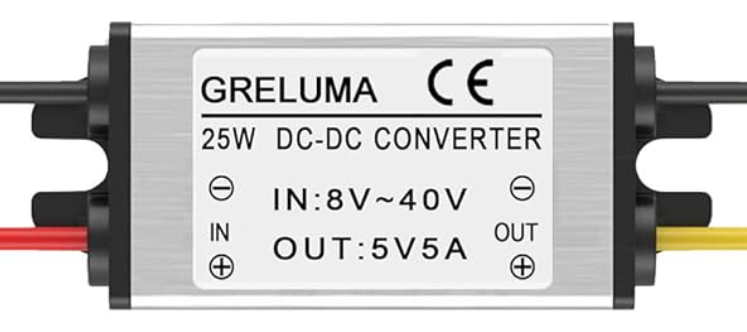 GRELUMA CE
25W DC-DC CONVERTER
⊖ IN:8V~40V ⊖
IN OUT:5V5A OUT
⊕ ⊕